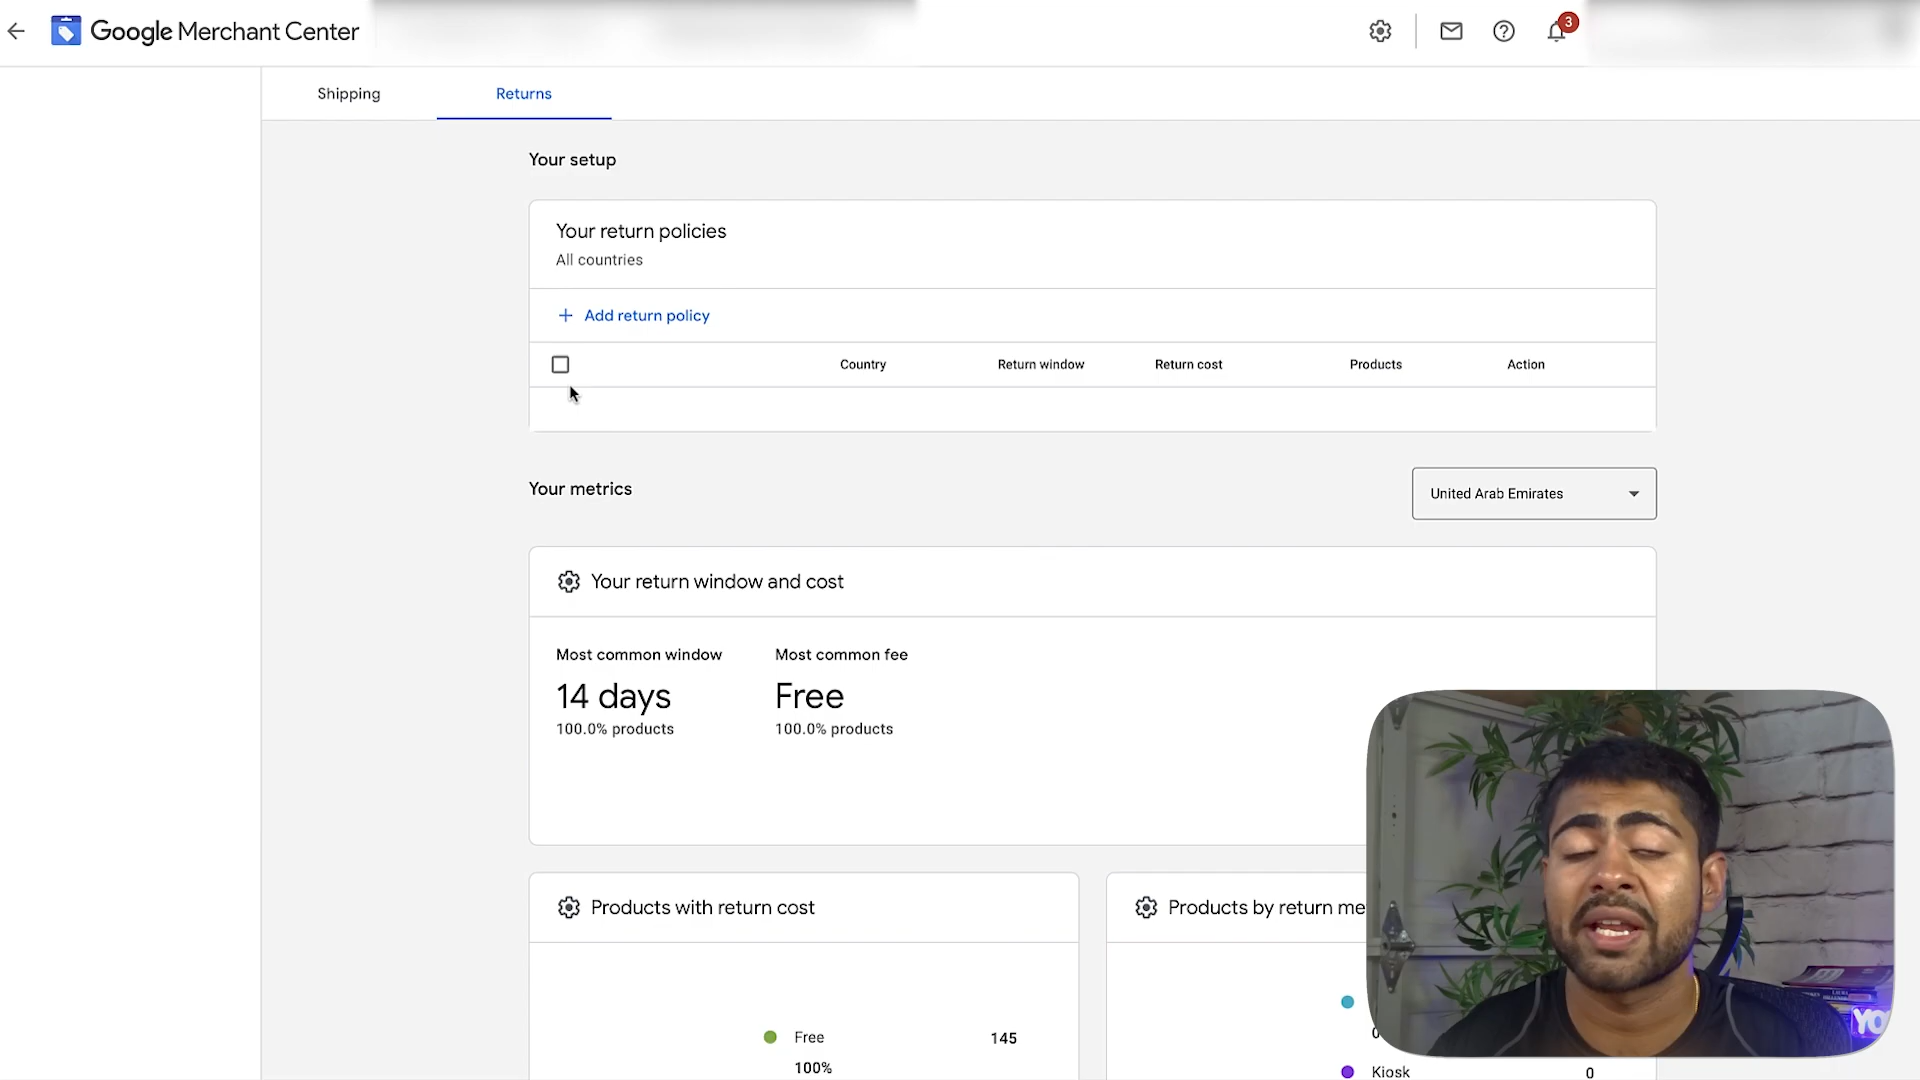 Google Merchant Center
3
Shipping
Returns
Your setup
Your return policies
All countries
+ Add return policy
Country
Return window
Return cost
Products
Action
Your metrics
United Arab Emirates
Your return window and cost
Most common window
Most common fee
14 days
Free
100.0% products
100.0% products
Products with return cost
Products by return me
Free
145
100%
0
Kiosk
0
YO